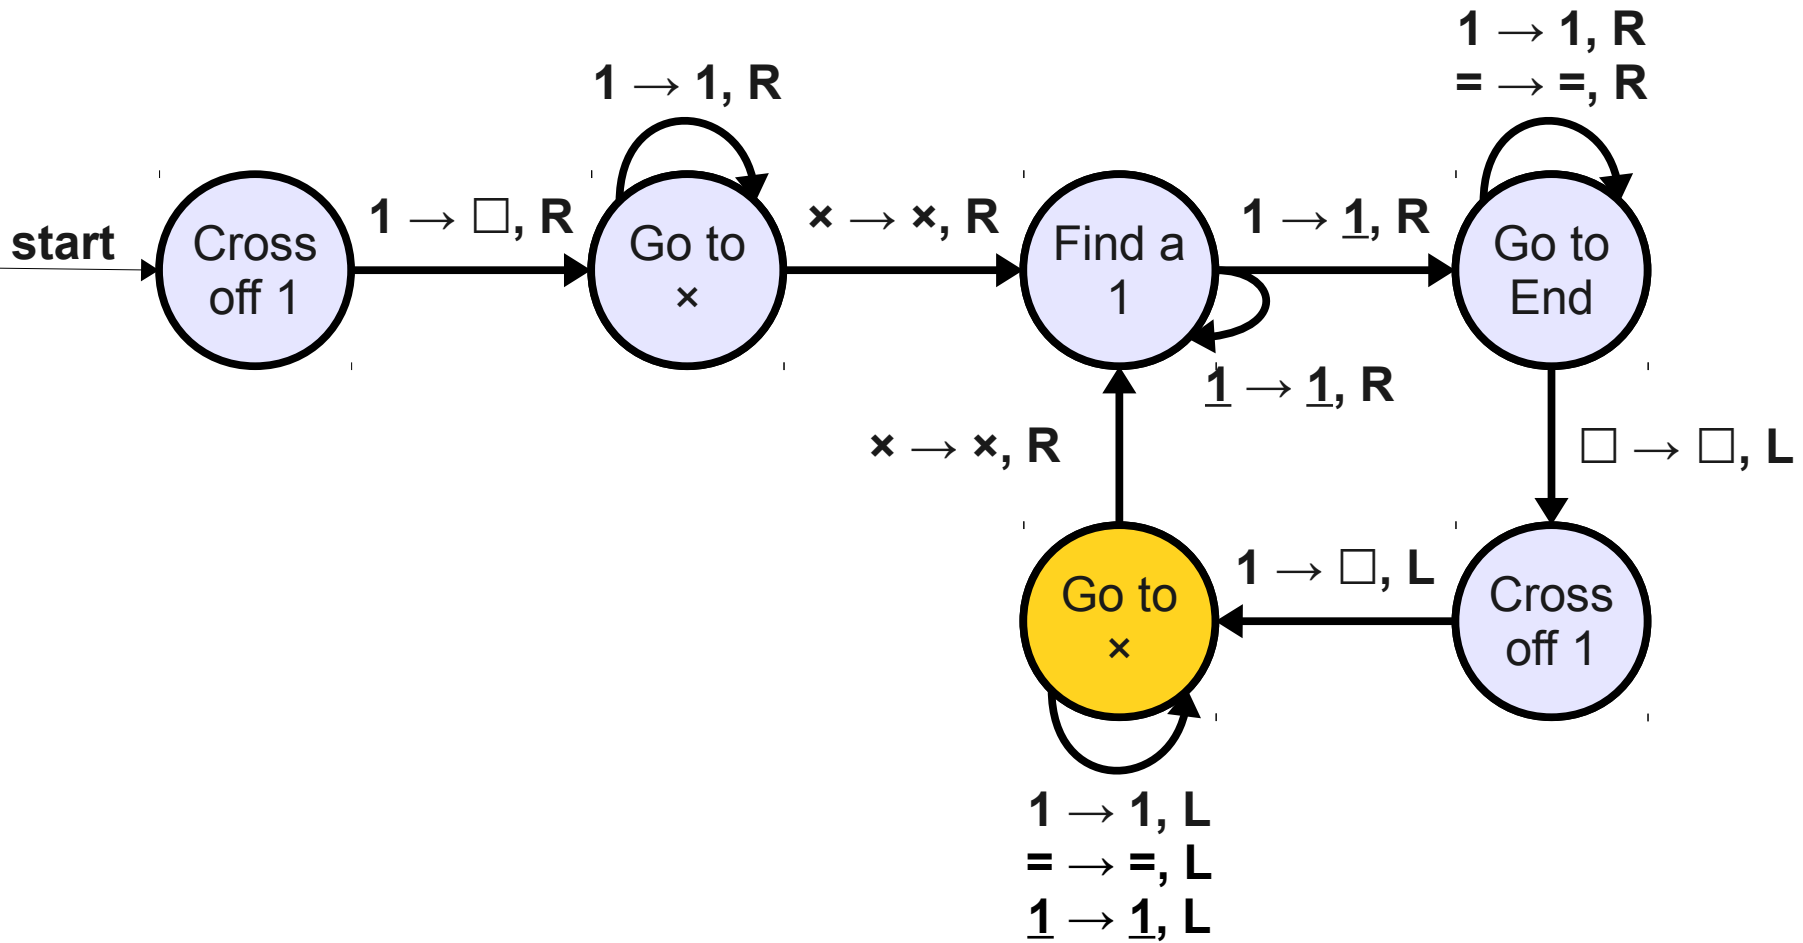 1 → 1, R
= → =, R
1 → 1, R
start
Cross
off 1
1 → □, R
Go to
×
× → ×, R
Find a
1
1 → 1̲, R
Go to
End
1̲ → 1̲, R
× → ×, R
□ → □, L
Go to
×
1 → □, L
Cross
off 1
1 → 1, L
= → =, L
1̲ → 1̲, L